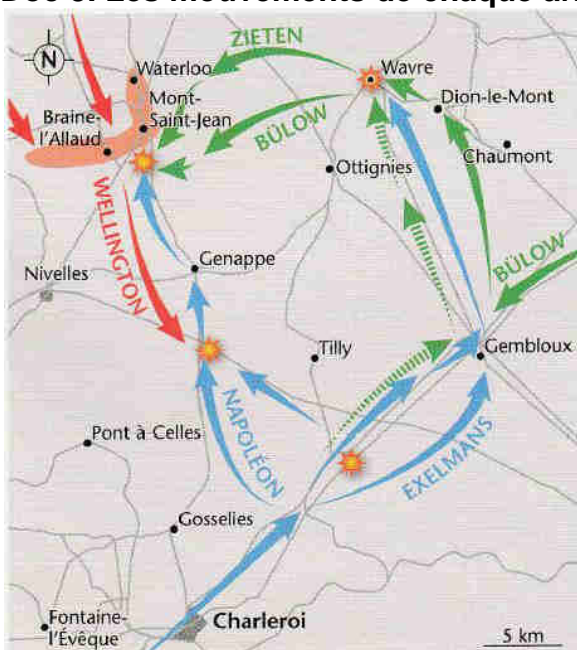 N
ZIETEN
Waterloo
Wavre
Mont-
Saint-Jean
Dion-le-Mont
Braine-
l'Allaud
BÜLOW
Chaumont
Ottignies
WELLINGTON
Genappe
BÜLOW
Nivelles
Tilly
Gembloux
NAPOLÉON
Pont à Celles
EXELMANS
Gosselies
Fontaine-
l'Évêque
Charleroi
5 km